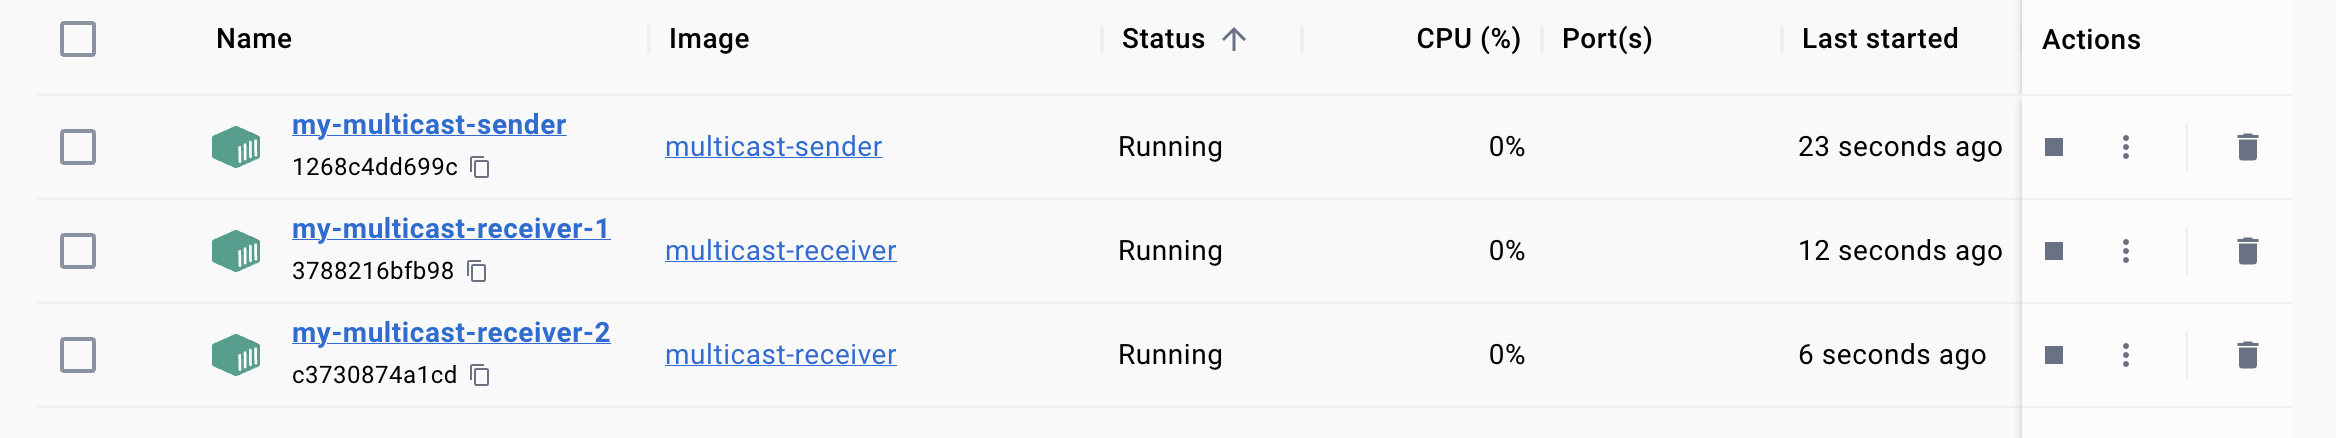 Name Image Status CPU (%) Port(s) Last started Actions
my-multicast-sender
1268c4dd699c
multicast-sender Running 0% 23 seconds ago
my-multicast-receiver-1
3788216bfb98
multicast-receiver Running 0% 12 seconds ago
my-multicast-receiver-2
c3730874a1cd
multicast-receiver Running 0% 6 seconds ago